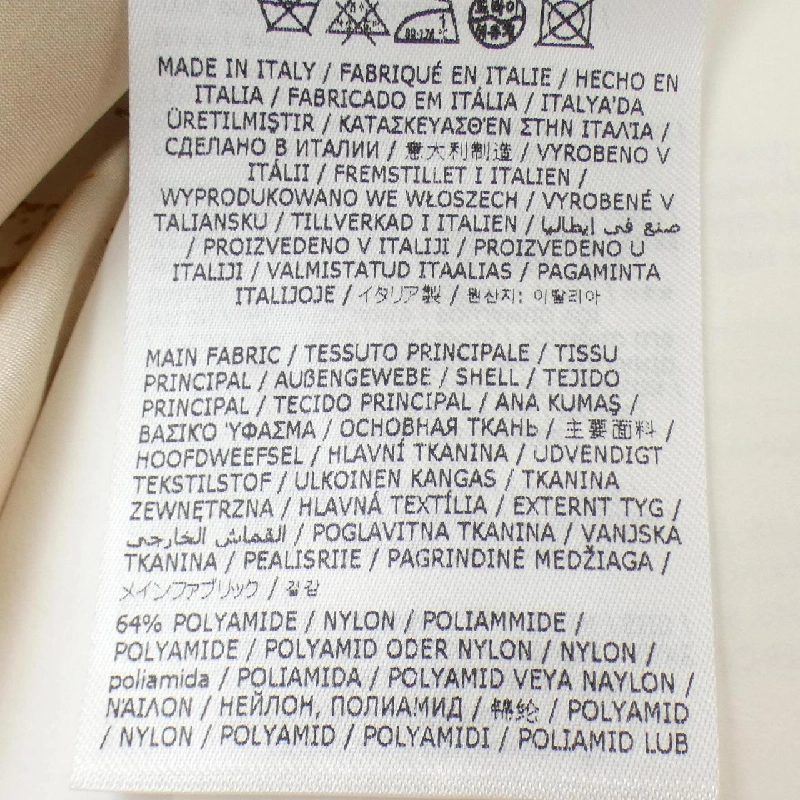 MADE IN ITALY / FABRIQUÉ EN ITALIE / HECHO EN
ITALIA / FABRICADO EM ITÁLIA / ITALYA'DA
ÜRETILMIŞTIR / ΚΑΤΑΣΚΕΥΑΣΘ'ΕΝ ΣΤΗΝ ΙΤΑΛ'ΙΑ /
СДЕЛАНО В ИТАЛИИ / 意大利制造 / VYROBENO V
ITÁLII / FREMSTILLET I ITALIEN /
WYPRODUKOWANO WE WŁOSZECH / VYROBENÉ V
TALIANSKU / TILLVERKAD I ITALIEN / صنع في ايطاليا
/ PROIZVEDENO V ITALIJI / PROIZVEDENO U
ITALIJI / VALMISTATUD ITAALIAS / PAGAMINTA
ITALIJOJE / イタリア製 / 원산지: 이탈리아
MAIN FABRIC / TESSUTO PRINCIPALE / TISSU
PRINCIPAL / AUßENGEWEBE / SHELL / TEJIDO
PRINCIPAL / TECIDO PRINCIPAL / ANA KUMAŞ /
ΒΑΣΙΚ'Ο 'ΥΦΑΣΜΑ / ОСНОВНАЯ ТКАНЬ / 主要面料 /
HOOFDWEEFSEL / HLAVNÍ TKANINA / UDVENDIGT
TEKSTILSTOF / ULKOINEN KANGAS / TKANINA
ZEWNĘTRZNA / HLAVNÁ TEXTÍLIA / EXTERNT TYG /
القماش الخارجي / POGLAVITNA TKANINA / VANJSKA
TKANINA / PEALISRIIE / PAGRINDINĖ MEDŽIAGA /
メインファブリック / 겉감
64% POLYAMIDE / NYLON / POLIAMMIDE /
POLYAMIDE / POLYAMID ODER NYLON / NYLON /
poliamida / POLIAMIDA / POLYAMID VEYA NAYLON /
Ν'ΑΙΛΟΝ / НЕЙЛОН, ПОЛИАМИД / 锦纶 / POLYAMID
/ NYLON / POLYAMID / POLYAMIDI / POLIAMID LUB